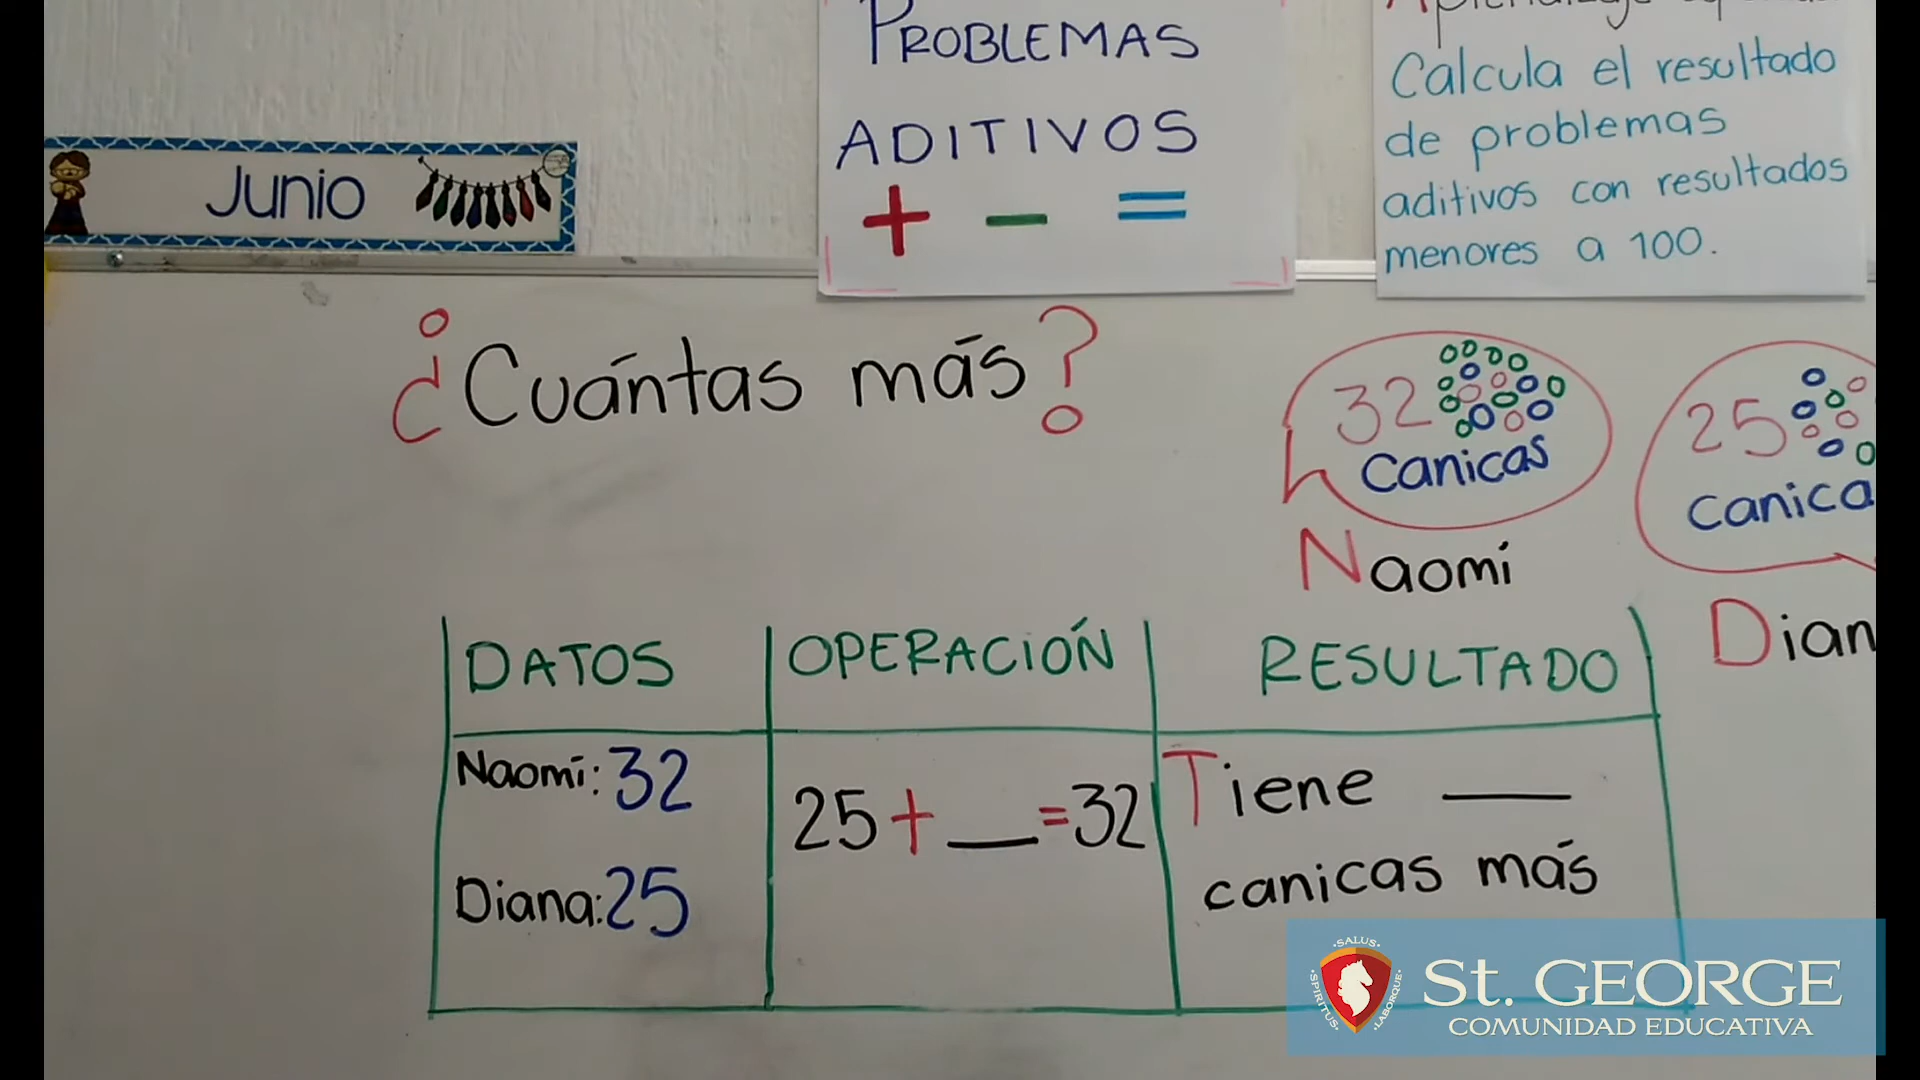 PROBLEMAS
ADITIVOS
+ - =
Calcula el resultado
de problemas
aditivos con resultados
menores a 100.
Junio
¿Cuántas más?
32
canicas
Naomi
25
canica
Dian
DATOS
OPERACIÓN
RESULTADO
Naomi: 32
Diana: 25
25 + __ = 32
Tiene ___
canicas más
SALUS
SPIRITUS
LABORQUE
St. GEORGE
COMUNIDAD EDUCATIVA